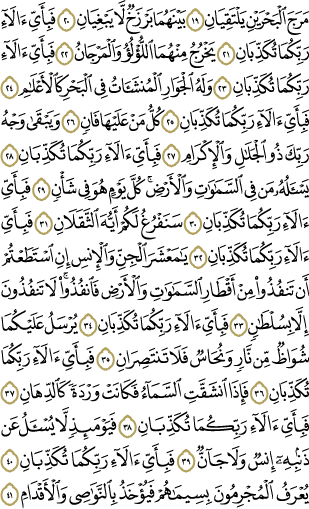 مَرَجَ ٱلْبَحْرَيْنِ يَلْتَقِيَانِ ١٩ بَيْنَهُمَا بَرْزَخٌ لَّا يَبْغِيَانِ ٢٠ فَبِأَيِّ ءَالَآءِ
رَبِّكُمَا تُكَذِّبَانِ ٢١ يَخْرُجُ مِنْهُمَا ٱللُّؤْلُؤُ وَٱلْمَرْجَانُ ٢٢ فَبِأَيِّ ءَالَآءِ
رَبِّكُمَا تُكَذِّبَانِ ٢٣ وَلَهُ ٱلْجَوَارِ ٱلْمُنشَـَٔاتُ فِي ٱلْبَحْرِ كَٱلْأَعْلَـٰمِ ٢٤
فَبِأَيِّ ءَالَآءِ رَبِّكُمَا تُكَذِّبَانِ ٢٥ كُلُّ مَنْ عَلَيْهَا فَانٍ ٢٦ وَيَبْقَىٰ وَجْهُ
رَبِّكَ ذُو ٱلْجَلَـٰلِ وَٱلْإِكْرَامِ ٢٧ فَبِأَيِّ ءَالَآءِ رَبِّكُمَا تُكَذِّبَانِ ٢٨
يَسْـَٔلُهُۥ مَن فِي ٱلسَّمَـٰوَٰتِ وَٱلْأَرْضِ ۚ كُلَّ يَوْمٍ هُوَ فِي شَأْنٍ ٢٩ فَبِأَيِّ
ءَالَآءِ رَبِّكُمَا تُكَذِّبَانِ ٣٠ سَنَفْرُغُ لَكُمْ أَيُّهَ ٱلثَّقَلَانِ ٣١ فَبِأَيِّ
ءَالَآءِ رَبِّكُمَا تُكَذِّبَانِ ٣٢ يَـٰمَعْشَرَ ٱلْجِنِّ وَٱلْإِنسِ إِنِ ٱسْتَطَعْتُمْ
أَن تَنفُذُوا۟ مِنْ أَقْطَارِ ٱلسَّمَـٰوَٰتِ وَٱلْأَرْضِ فَٱنفُذُوا۟ ۚ لَا تَنفُذُونَ
إِلَّا بِسُلْطَـٰنٍ ٣٣ فَبِأَيِّ ءَالَآءِ رَبِّكُمَا تُكَذِّبَانِ ٣٤ يُرْسَلُ عَلَيْكُمَا
شُوَاظٌ مِّن نَّارٍ وَنُحَاسٌ فَلَا تَنتَصِرَانِ ٣٥ فَبِأَيِّ ءَالَآءِ رَبِّكُمَا
تُكَذِّبَانِ ٣٦ فَإِذَا ٱنشَقَّتِ ٱلسَّمَآءُ فَكَانَتْ وَرْدَةً كَٱلدِّهَانِ ٣٧
فَبِأَيِّ ءَالَآءِ رَبِّكُمَا تُكَذِّبَانِ ٣٨ فَيَوْمَئِذٍ لَّا يُسْـَٔلُ عَن
ذَنۢبِهِۦٓ إِنسٌ وَلَا جَآنٌّ ٣٩ فَبِأَيِّ ءَالَآءِ رَبِّكُمَا تُكَذِّبَانِ ٤٠
يُعْرَفُ ٱلْمُجْرِمُونَ بِسِيمَـٰهُمْ فَيُؤْخَذُ بِٱلنَّوَٰصِي وَٱلْأَقْدَامِ ٤١